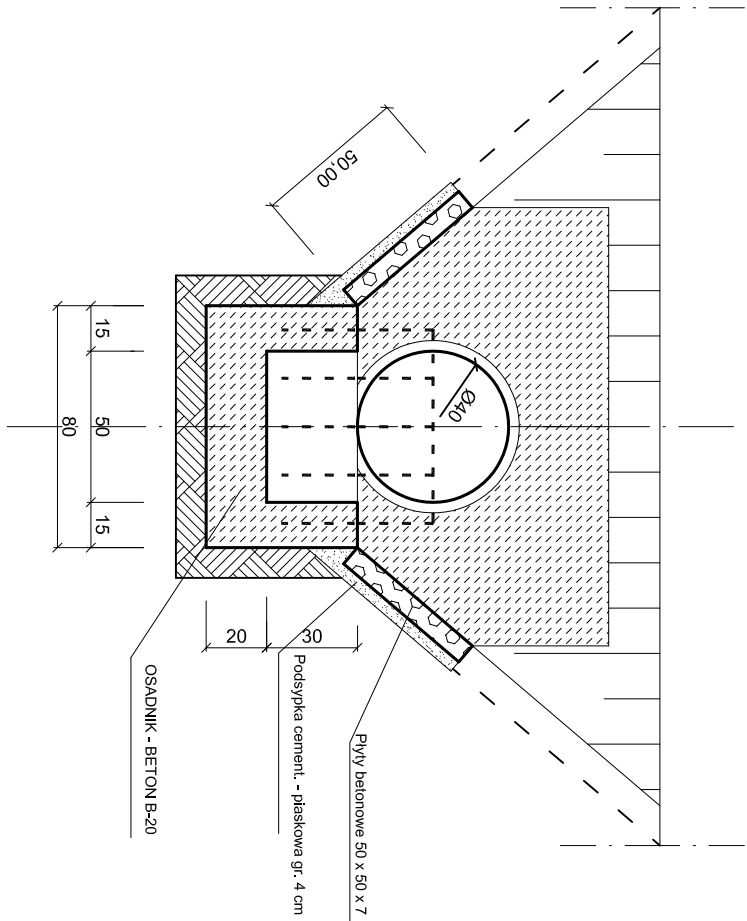 50,00
Ø40
15
50
15
80
20
30
Płyty betonowe 50 x 50 x 7
Podsypka cement. - piaskowa gr. 4 cm
OSADNIK - BETON B-20